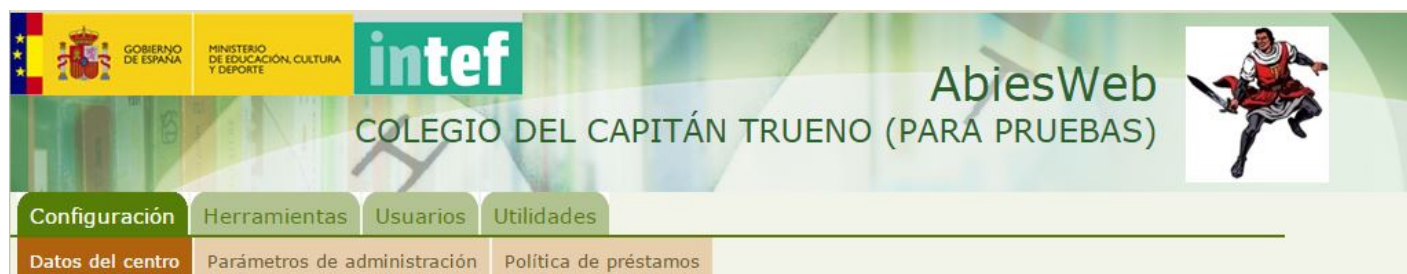 GOBIERNO
DE ESPAÑA
MINISTERIO
DE EDUCACIÓN, CULTURA
Y DEPORTE
intef
AbiesWeb
COLEGIO DEL CAPITÁN TRUENO (PARA PRUEBAS)
Configuración Herramientas Usuarios Utilidades
Datos del centro Parámetros de administración Política de préstamos